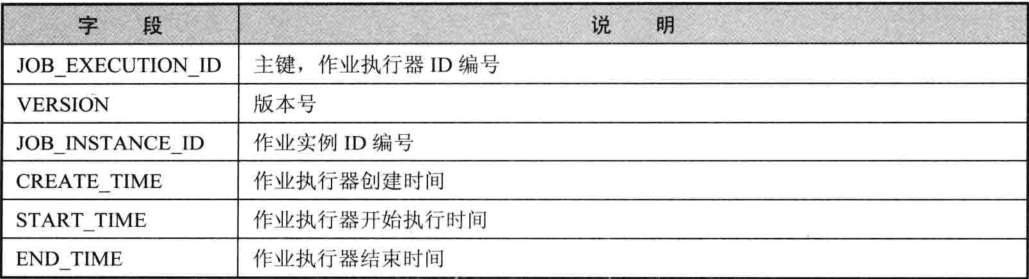 字 段 说 明
JOB_EXECUTION_ID 主键，作业执行器 ID 编号
VERSION 版本号
JOB_INSTANCE_ID 作业实例 ID 编号
CREATE_TIME 作业执行器创建时间
START_TIME 作业执行器开始执行时间
END_TIME 作业执行器结束时间